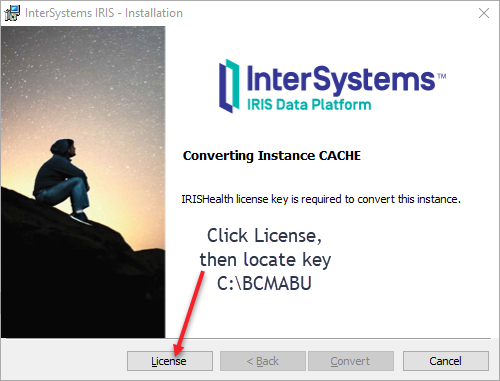 InterSystems IRIS - Installation
InterSystems™
IRIS Data Platform
Converting Instance CACHE
IRISHealth license key is required to convert this instance.
Click License,
then locate key
C:\BCMABU
License
< Back
Convert
Cancel